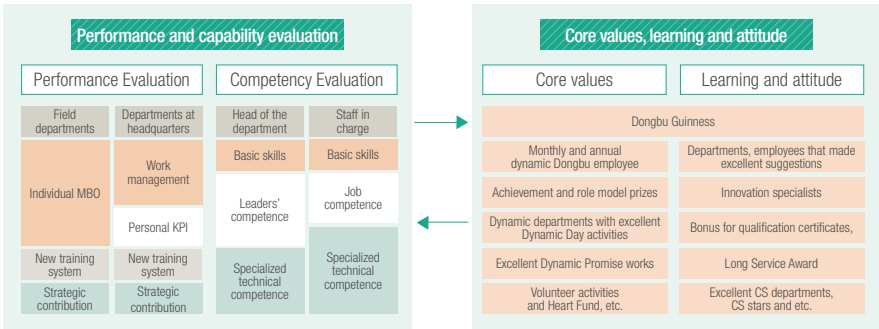 Performance and capability evaluation
Performance Evaluation
Competency Evaluation
Field
departments
Departments at
headquarters
Head of the
department
Staff in
charge
Individual MBO
Work
management
Personal KPI
New training
system
New training
system
Strategic
contribution
Strategic
contribution
Basic skills
Basic skills
Leaders'
competence
Job
competence
Specialized
technical
competence
Specialized
technical
competence
Core values, learning and attitude
Core values
Learning and attitude
Dongbu Guinness
Monthly and annual
dynamic Dongbu employee
Departments, employees that made
excellent suggestions
Achievement and role model prizes
Innovation specialists
Dynamic departments with excellent
Dynamic Day activities
Bonus for qualification certificates,
Excellent Dynamic Promise works
Long Service Award
Volunteer activities
and Heart Fund, etc.
Excellent CS departments,
CS stars and etc.